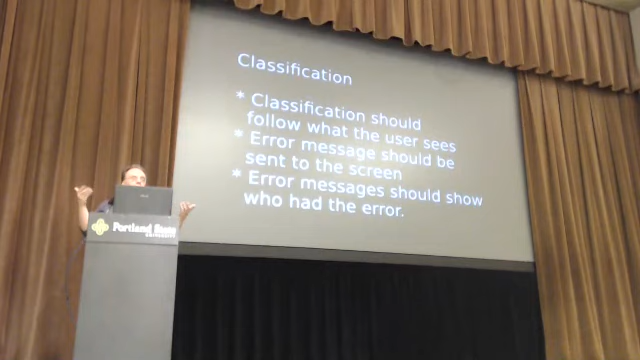 Classification
* Classification should
follow what the user sees
* Error message should be
sent to the screen
* Error messages should show
who had the error.
Portland State
UNIVERSITY